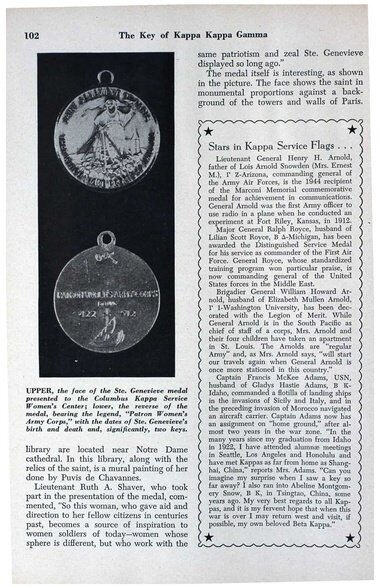 102
The Key of Kappa Kappa Gamma
UPPER, the face of the Ste. Genevieve medal
presented to the Columbus Kappa Service
Women's Center; lower, the reverse of the
medal, bearing the legend, "Patron Women's
Army Corps," with the dates of Ste. Genevieve's
birth and death and, significantly, two keys.
library are located near Notre Dame
cathedral. In this library, along with the
relics of the saint, is a mural painting of her
done by Puvis de Chavannes.
Lieutenant Ruth A. Shaver, who took
part in the presentation of the medal, com-
mented, "So this woman, who gave aid and
direction to her fellow citizens in centuries
past, becomes a source of inspiration to
women soldiers of today—women whose
sphere is different, but who work with the
same patriotism and zeal Ste. Genevieve
displayed so long ago."
The medal itself is interesting, as shown
in the picture. The face shows the saint in
monumental proportions against a back-
ground of the towers and walls of Paris.
Stars in Kappa Service Flags . . .
Lieutenant General Henry H. Arnold,
father of Lois Arnold Snowden (Mrs. Ernest
M.), Γ Z-Arizona, commanding general of
the Army Air Forces, is the 1944 recipient
of the Marconi Memorial commemorative
medal for achievement in communications.
General Arnold was the first Army officer to
use radio in a plane when he conducted an
experiment at Fort Riley, Kansas, in 1912.
Major General Ralph Royce, husband of
Lilian Scott Royce, B Δ-Michigan, has been
awarded the Distinguished Service Medal
for his service as commander of the First Air
Force. General Royce, whose standardized
training program won particular praise, is
now commanding general of the United
States forces in the Middle East.
Brigadier General William Howard Ar-
nold, husband of Elizabeth Mullen Arnold,
Γ I-Washington University, has been dec-
orated with the Legion of Merit. While
General Arnold is in the South Pacific as
chief of staff of a corps, Mrs. Arnold and
their four children have taken an apartment
in St. Louis. The Arnolds are "regular
Army" and, as Mrs. Arnold says, "will start
our travels again when General Arnold is
once more stationed in this country."
Captain Francis McKee Adams, USN,
husband of Gladys Hastie Adams, B K-
Idaho, commanded a flotilla of landing ships
in the invasions of Sicily and Italy, and in
the preceding invasion of Morocco navigated
an aircraft carrier. Captain Adams now has
an assignment on "home ground," after al-
most two years in the war zone. "In the
many years since my graduation from Idaho
in 1922, I have attended alumnæ meetings
in Seattle, Los Angeles and Honolulu and
have met Kappas as far from home as Shang-
hai, China," reports Mrs. Adams. "Can you
imagine my surprise when I saw a key so
far away? I also ran into Abeline Montgom-
ery Snow, B K, in Tsingtao, China, some
years ago. My very best regards to all Kap-
pas, and it is my fervent hope that when this
war is over I may return west and visit, if
possible, my own beloved Beta Kappa."